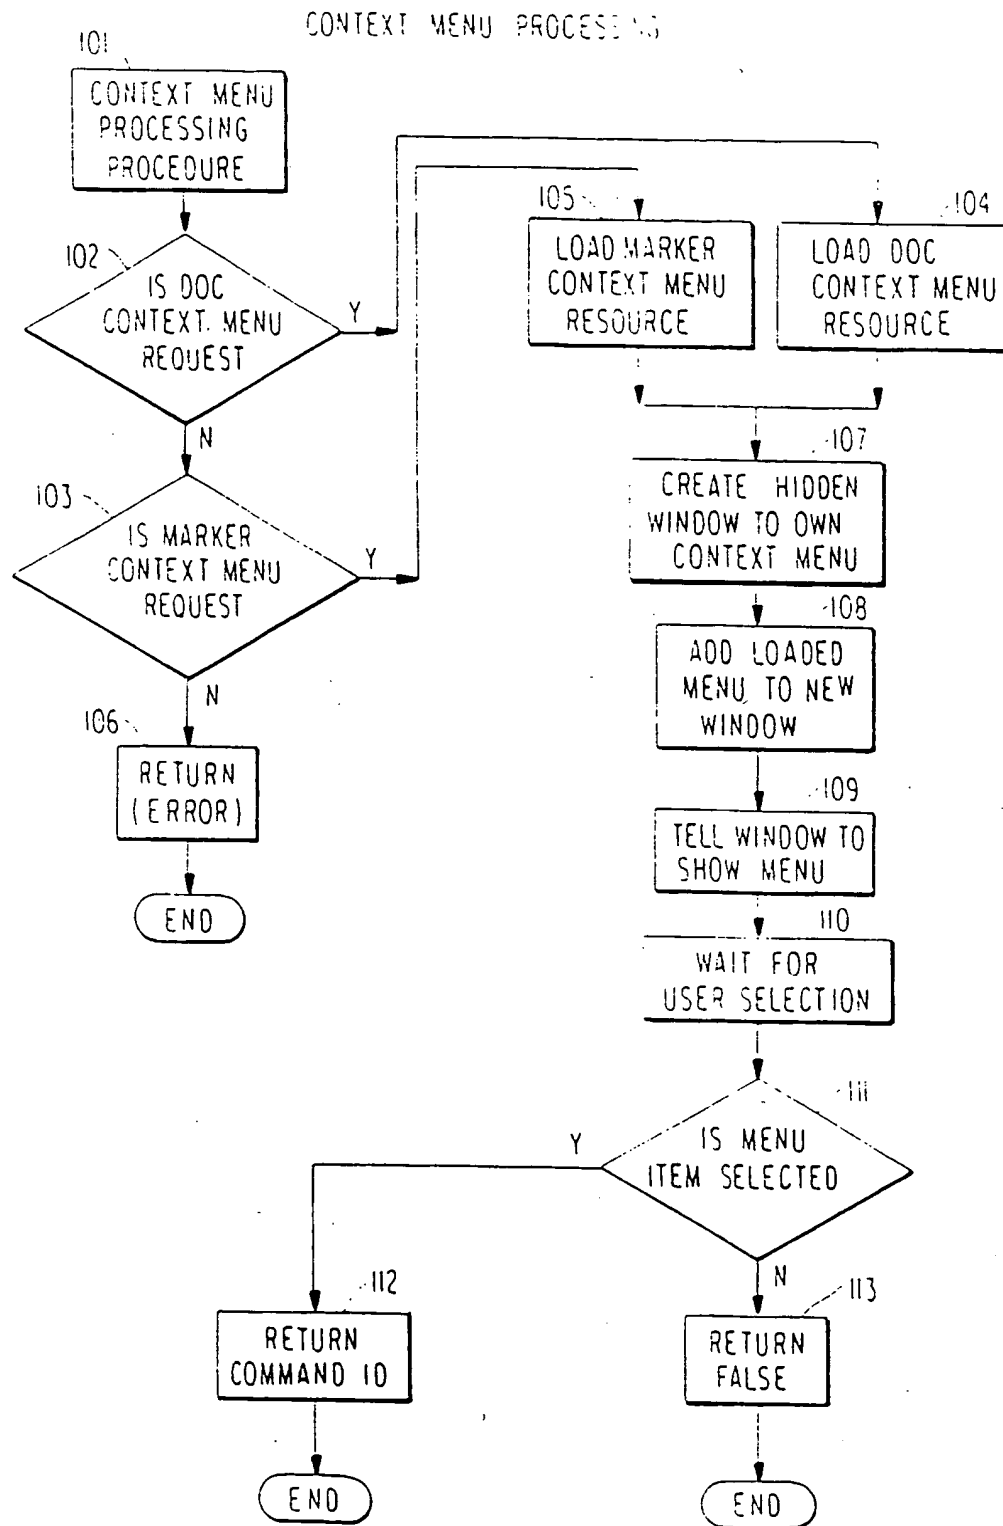 CONTEXT MENU PROCESSING
101
CONTEXT MENU
PROCESSING
PROCEDURE
102
IS DOC
CONTEXT MENU
REQUEST
Y
N
103
IS MARKER
CONTEXT MENU
REQUEST
Y
N
106
RETURN
(ERROR)
END
105
LOAD MARKER
CONTEXT MENU
RESOURCE
104
LOAD DOC
CONTEXT MENU
RESOURCE
107
CREATE HIDDEN
WINDOW TO OWN
CONTEXT MENU
108
ADD LOADED
MENU TO NEW
WINDOW
109
TELL WINDOW TO
SHOW MENU
110
WAIT FOR
USER SELECTION
111
IS MENU
ITEM SELECTED
Y
N
112
RETURN
COMMAND ID
END
113
RETURN
FALSE
END